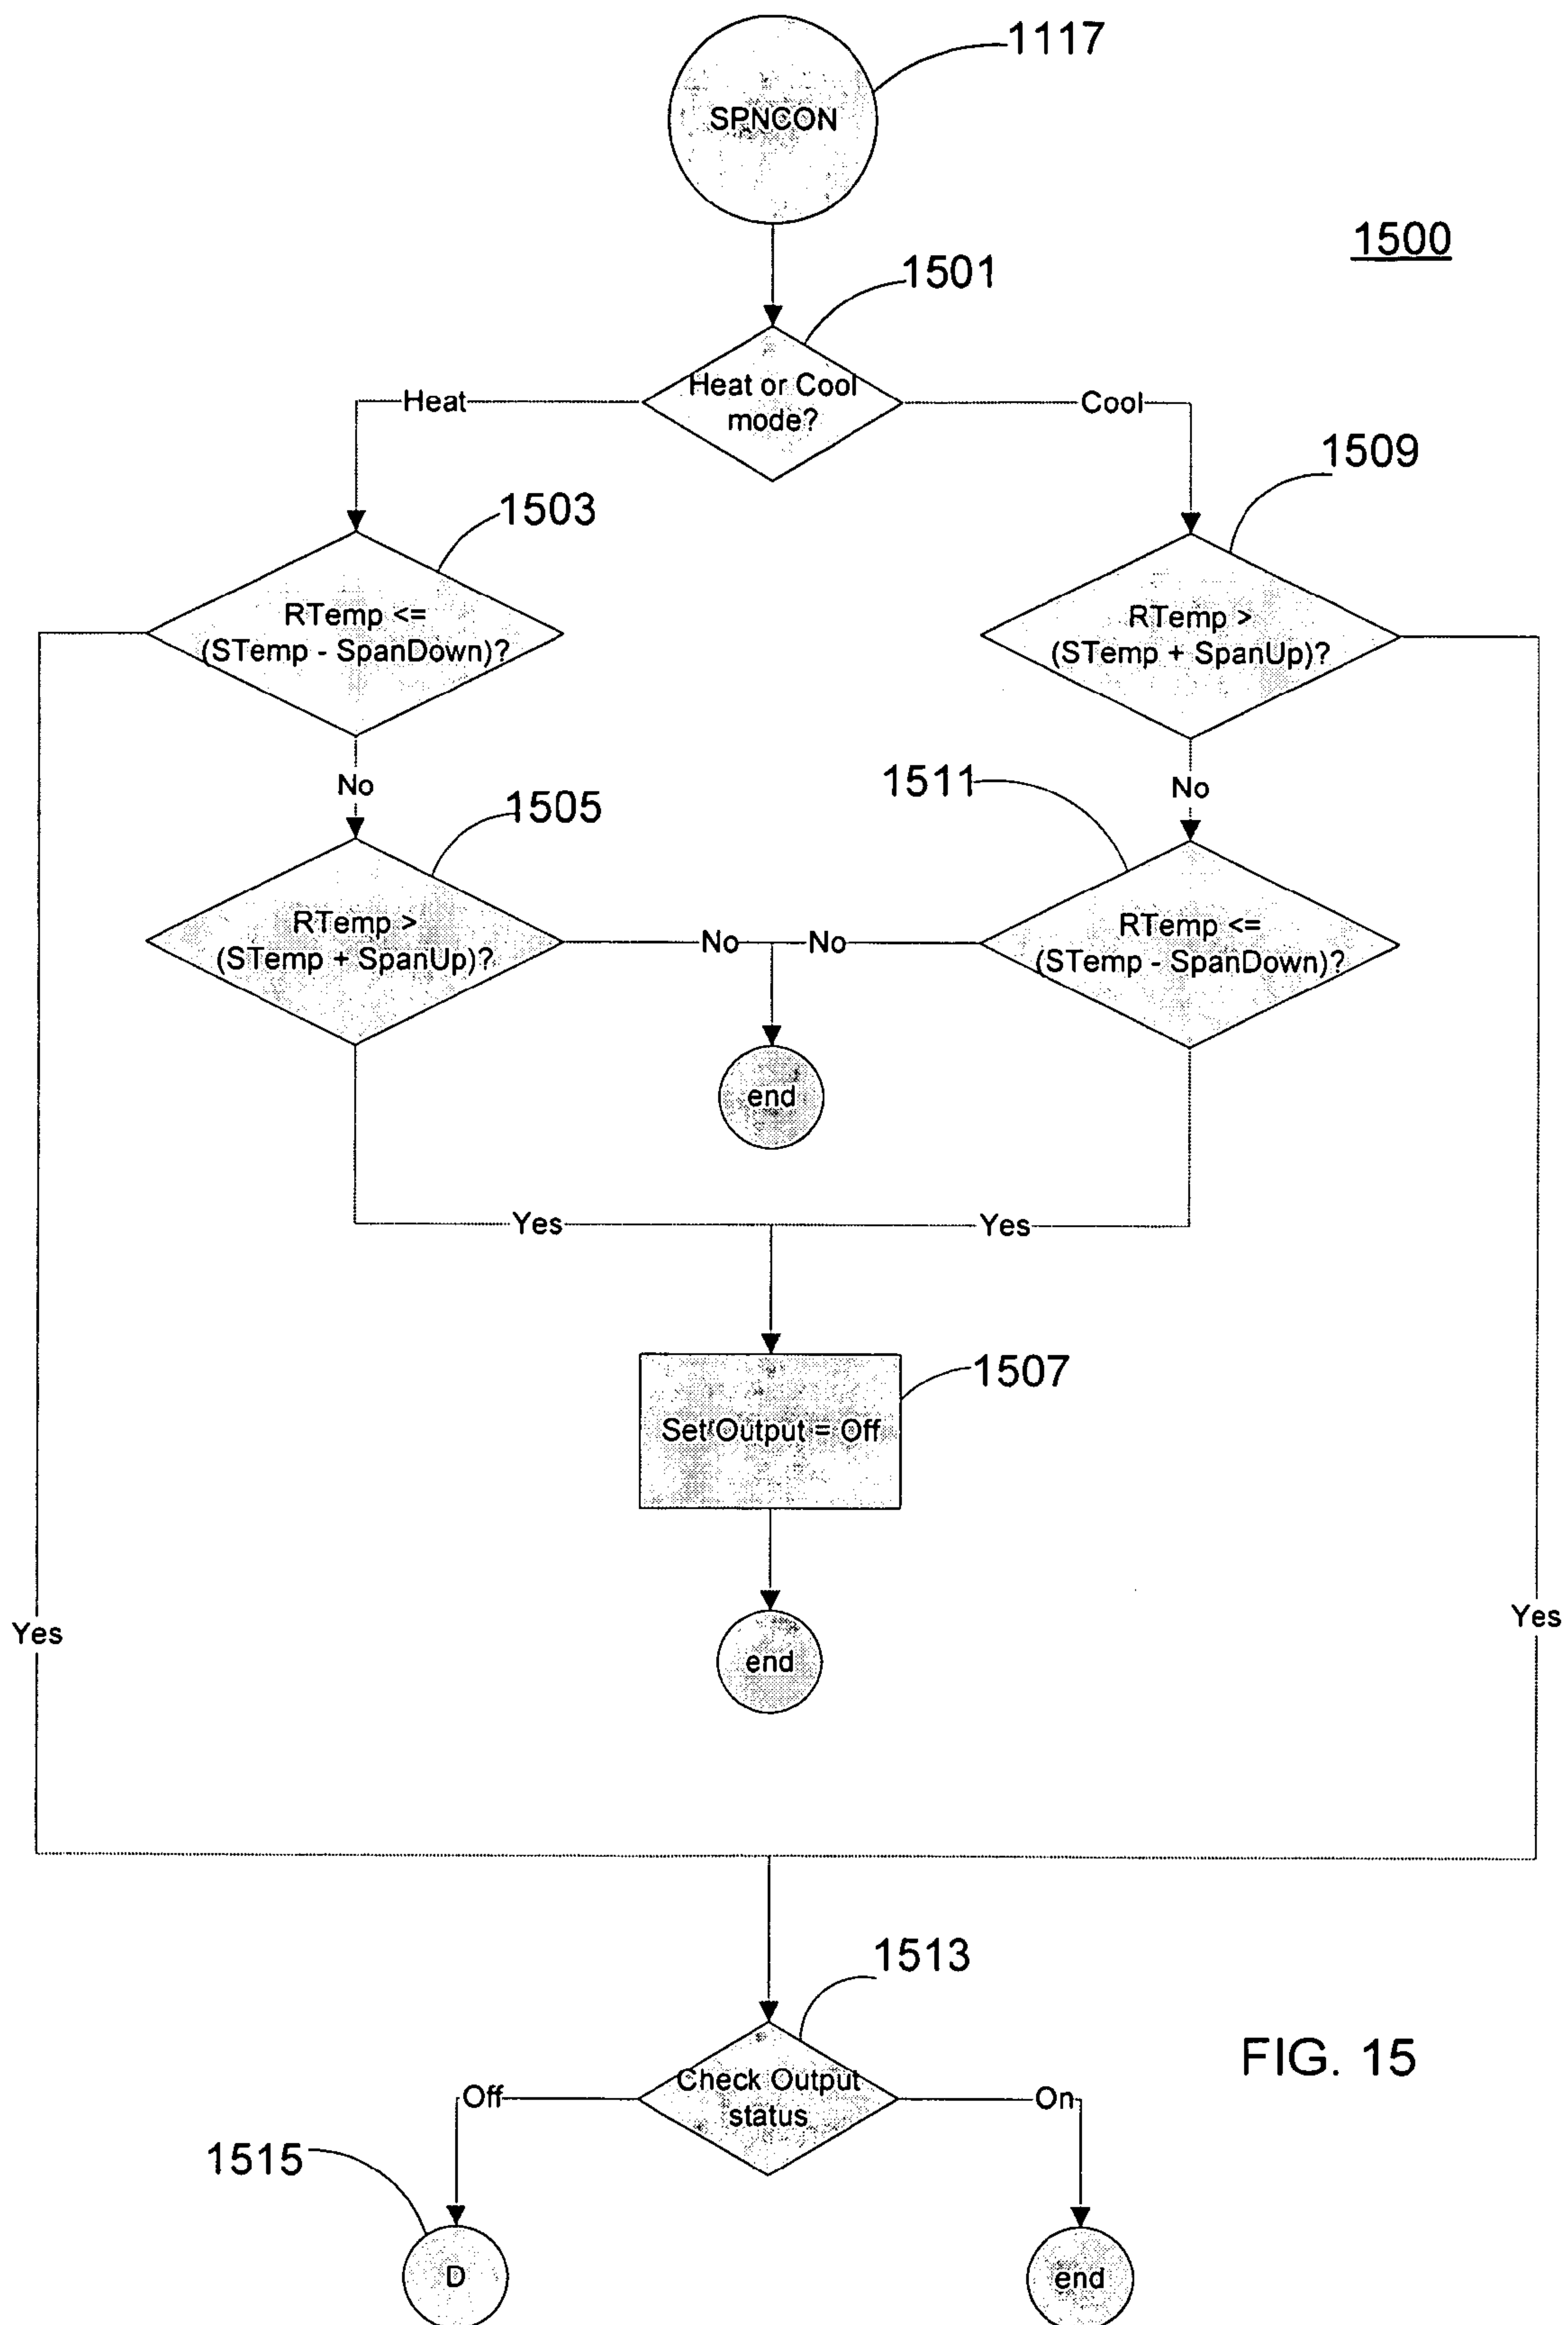 1117
SPNCON
1500
1501
Heat or Cool
mode?
Heat
Cool
1509
1503
RTemp <=
(STemp - SpanDown)?
RTemp >
(STemp + SpanUp)?
No
No
1511
1505
RTemp >
(STemp + SpanUp)?
No
No
RTemp <=
(STemp - SpanDown)?
end
Yes
Yes
1507
Set Output = Off
Yes
Yes
end
1513
FIG. 15
Check Output
status
Off
On
1515
D
end